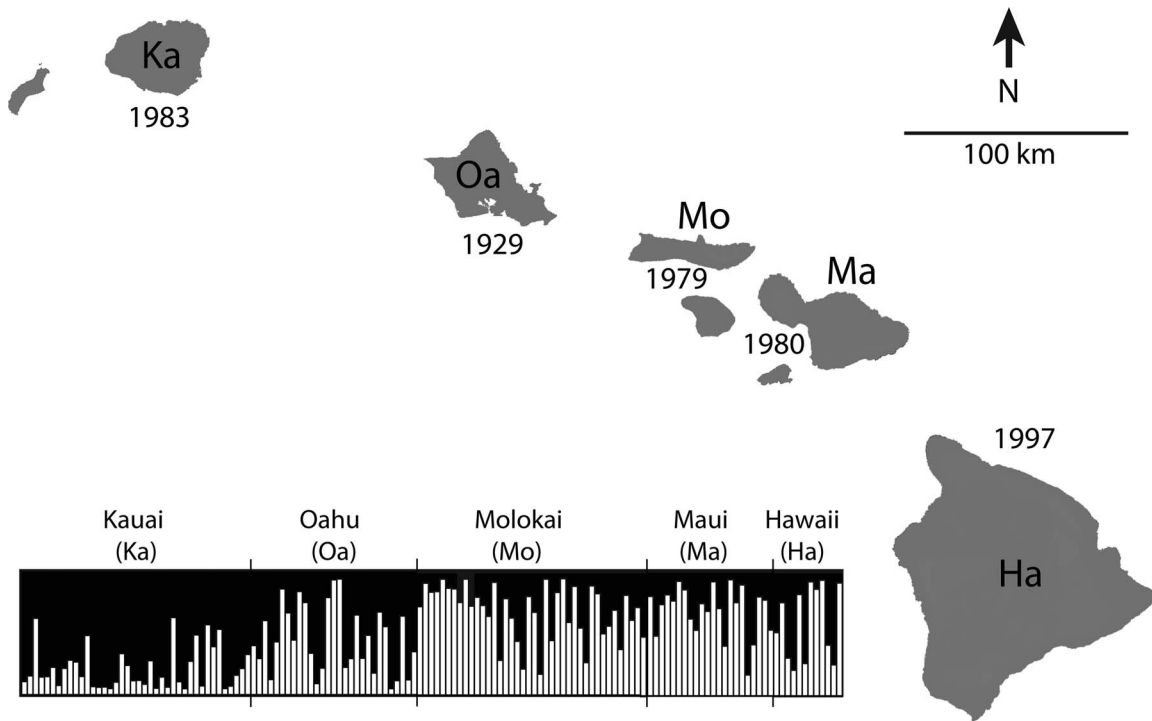 Ka
1983
N
100 km
Oa
1929
Mo
1979
Ma
1980
1997
Ha
Kauai
(Ka)
Oahu
(Oa)
Molokai
(Mo)
Maui
(Ma)
Hawaii
(Ha)